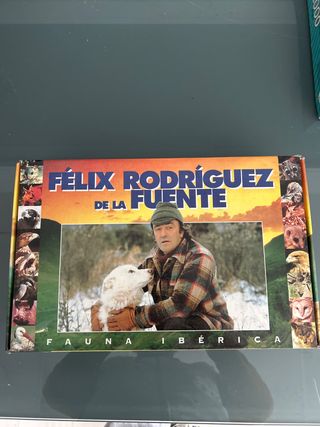 FÉLIX RODRÍGUEZ
DE LA FUENTE
FAUNA IBÉRICA